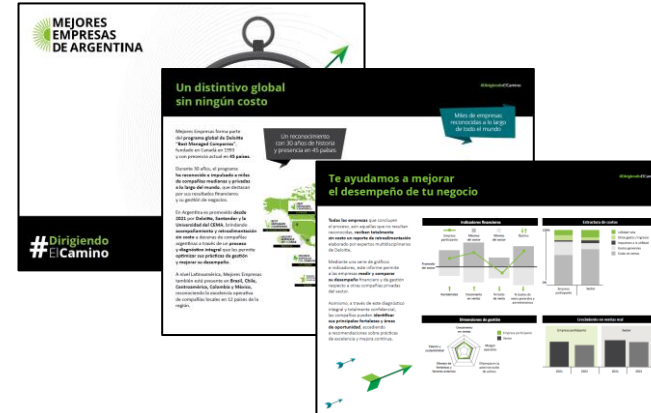 MEJORES
EMPRESAS
DE ARGENTINA
#Dirigiendo
ElCamino
Un distintivo global
sin ningún costo
#DirigiendoElCamino
Mejores Empresas forma parte
del programa global de Deloitte
"Best Managed Companies",
fundado en Canadá en 1993
y con presencia actual en 45 países.
Durante 30 años, el programa
ha reconocido e impulsado a miles
de compañías medianas y privadas
a lo largo del mundo, que destacan
por sus resultados financieros
y su gestión de negocios.
En Argentina es promovido desde
2021 por Deloitte, Santander y la
Universidad del CEMA, brindando
acompañamiento y retroalimentación
sin costo a decenas de compañías
argentinas a través de un proceso
y diagnóstico integral que les permite
optimizar sus prácticas de gestión
y mejorar su desempeño.
A nivel Latinoamérica, Mejores Empresas
también está presente en Brasil, Chile,
Centroamérica, Colombia y México,
reconociendo la excelencia operativa
de compañías locales en 12 países de la
región.
Un reconocimiento
con 30 años de historia
y presencia en 45 países
Miles de empresas
reconocidas a lo largo
de todo el mundo
Te ayudamos a mejorar
el desempeño de tu negocio
Todas las empresas que concluyen
el proceso, aún aquellas que no resultan
reconocidas, reciben totalmente
sin costo un reporte de retroalimentación
elaborado por expertos multidisciplinarios
de Deloitte.
Mediante una serie de gráficos
e indicadores, este informe permite
a las empresas medir y comparar
su desempeño financiero y de gestión
respecto a otras compañías privadas
del sector.
Asimismo, a través de este diagnóstico
integral y totalmente confidencial,
las compañías pueden identificar
sus principales fortalezas y áreas
de oportunidad, accediendo
a recomendaciones sobre prácticas
de excelencia y mejora continua.
Indicadores financieros
Estructura de costos
Dimensiones de gestión
Crecimiento en ventas real